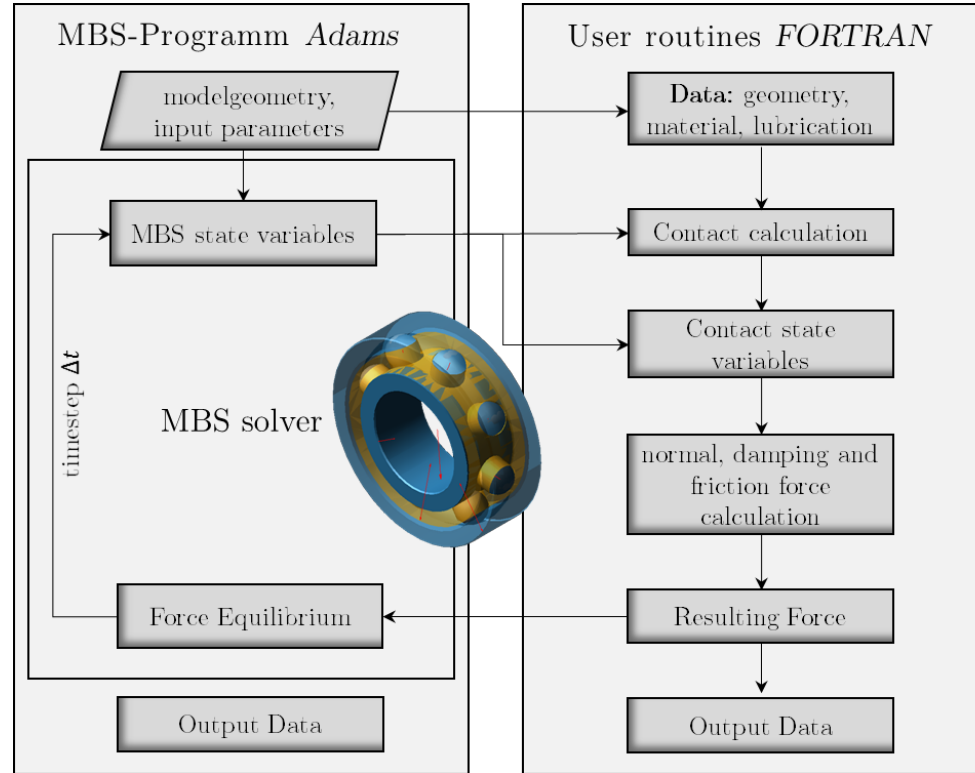 MBS-Programm Adams
modelgeometry,
input parameters
MBS state variables
timestep Δt
MBS solver
Force Equilibrium
Output Data
User routines FORTRAN
Data: geometry,
material, lubrication
Contact calculation
Contact state
variables
normal, damping and
friction force
calculation
Resulting Force
Output Data